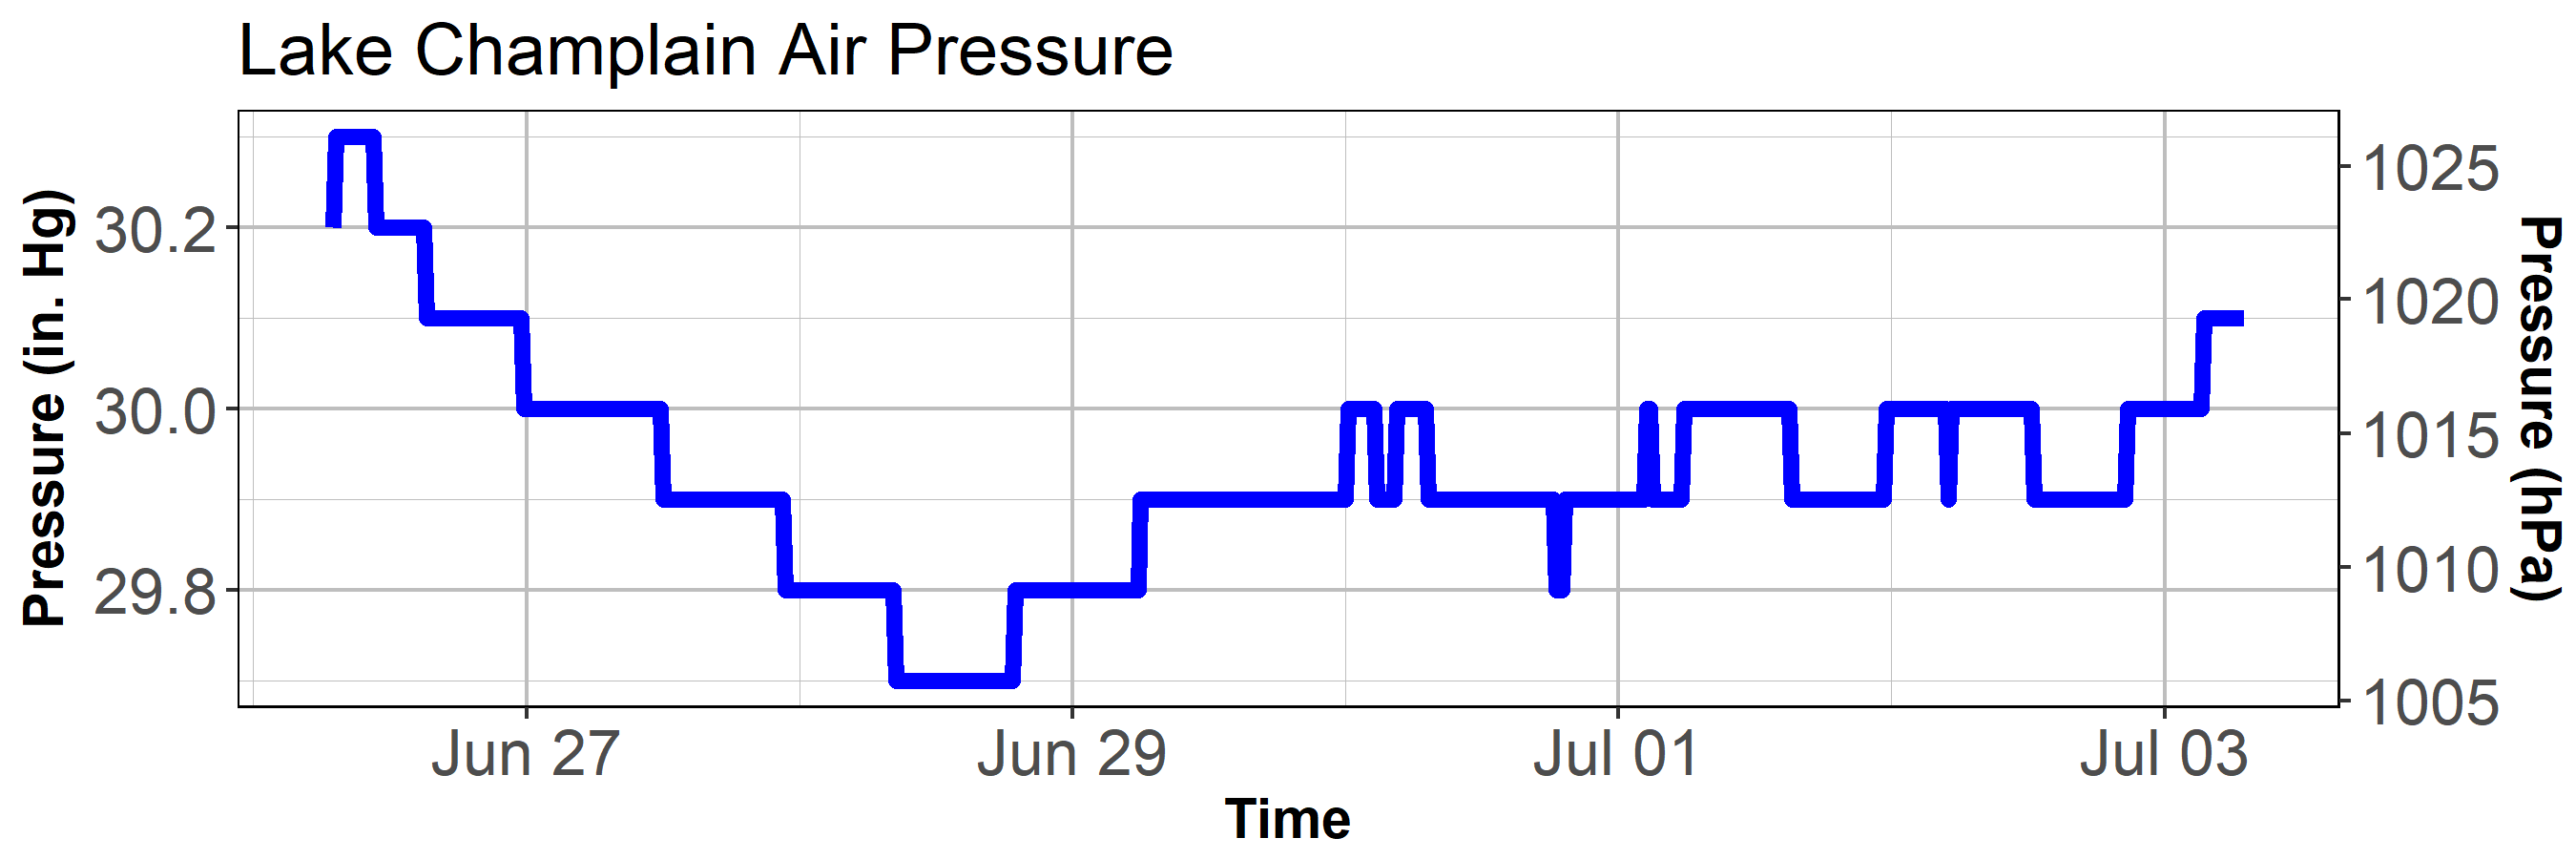 Lake Champlain Air Pressure
Pressure (in. Hg)
30.2
30.0
29.8
1025
1020
1015
1010
1005
Pressure (hPa)
Jun 27
Jun 29
Jul 01
Jul 03
Time